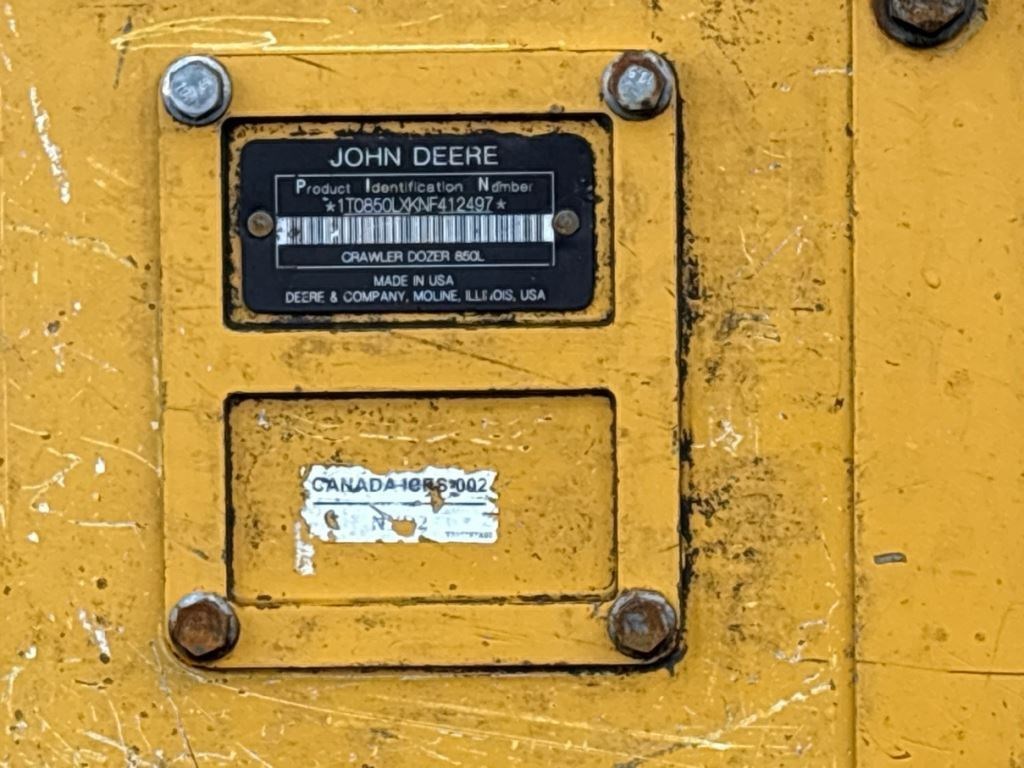 JOHN DEERE
Product Identification Number
*1T0850LXKNF412497*
CRAWLER DOZER 850L
MADE IN USA
DEERE & COMPANY, MOLINE, ILLINOIS, USA
CANADA ICES-002